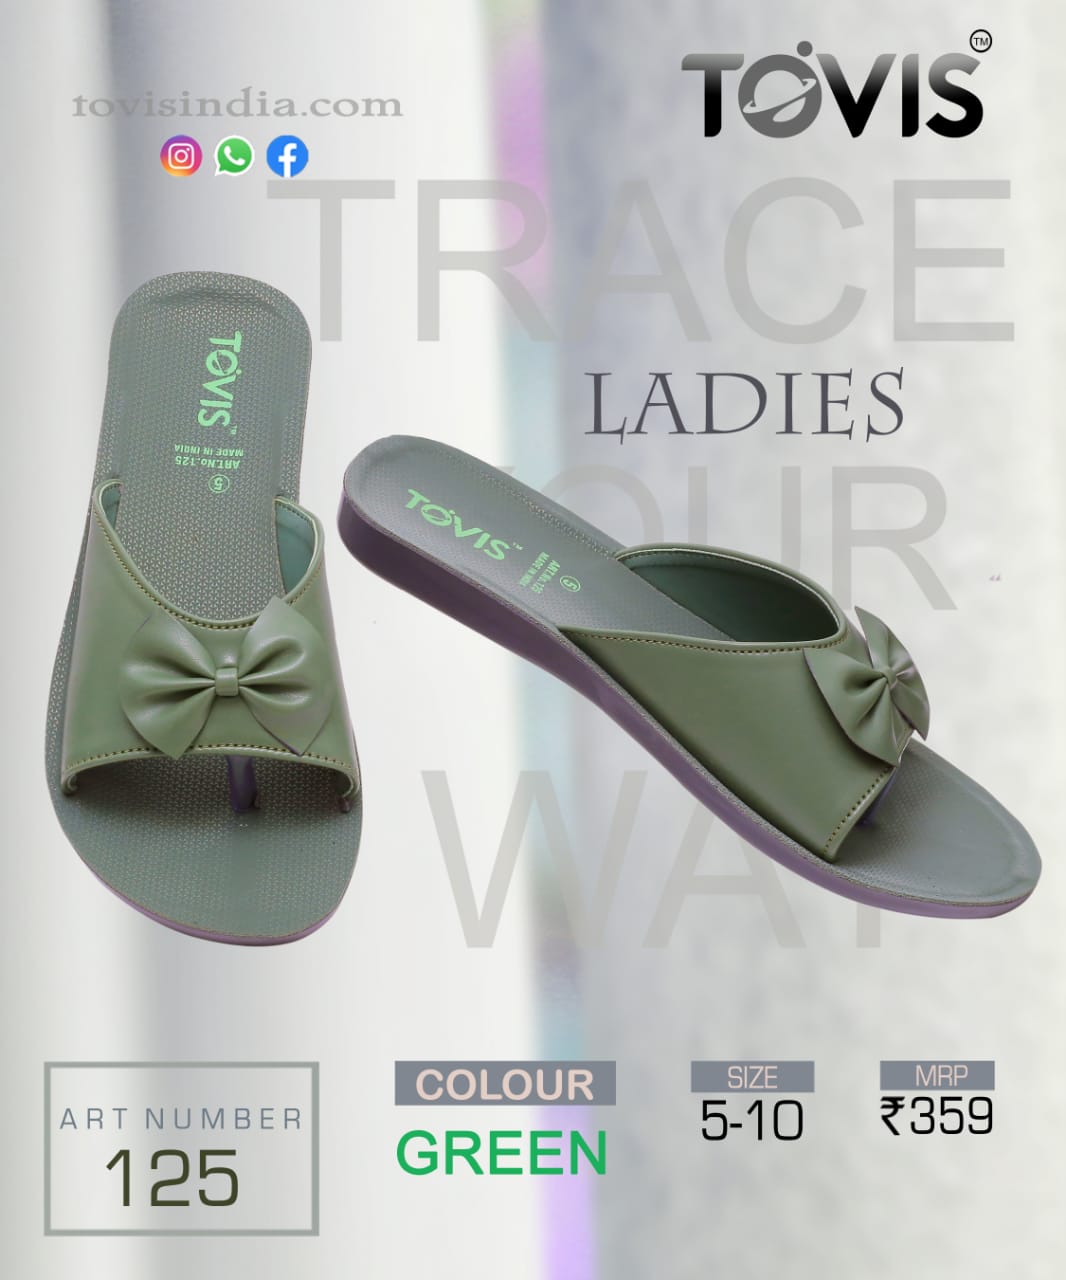 tovisindia.com
TOVIS™
TRACE
LADIES
YOUR
WAY
TOVIS™
MADE IN INDIA
ART.No.125
5
TOVIS™
MADE IN INDIA
ART.No.125
5
ART NUMBER
125
COLOUR
GREEN
SIZE
5-10
MRP
₹359